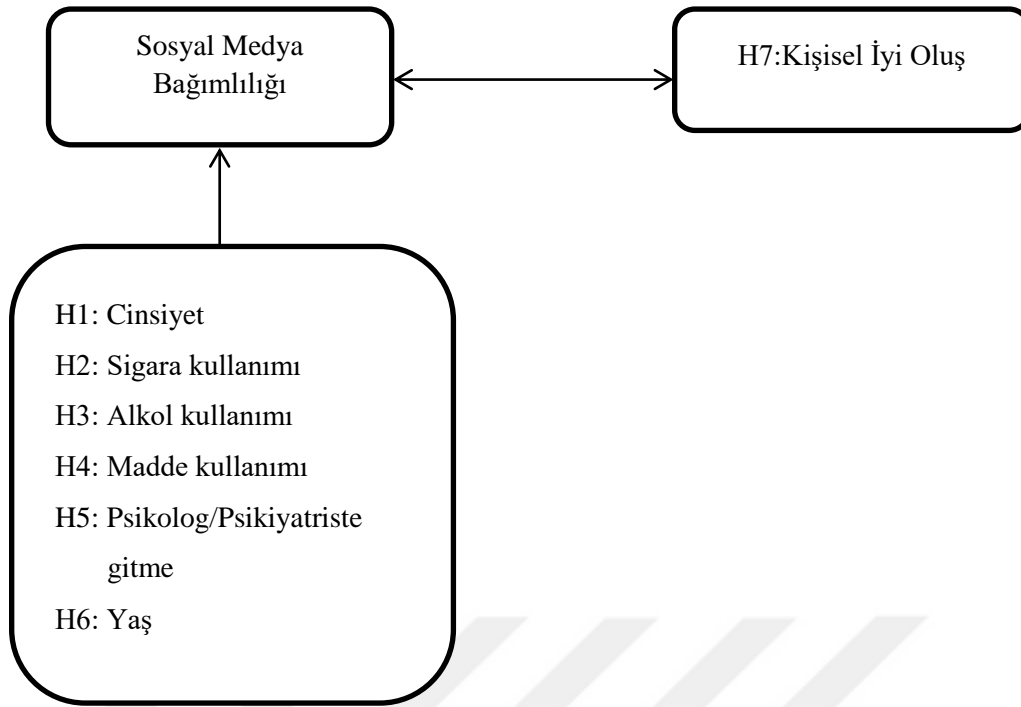 Sosyal Medya
Bağımlılığı
H7:Kişisel İyi Oluş
H1: Cinsiyet
H2: Sigara kullanımı
H3: Alkol kullanımı
H4: Madde kullanımı
H5: Psikolog/Psikiyatriste
gitme
H6: Yaş